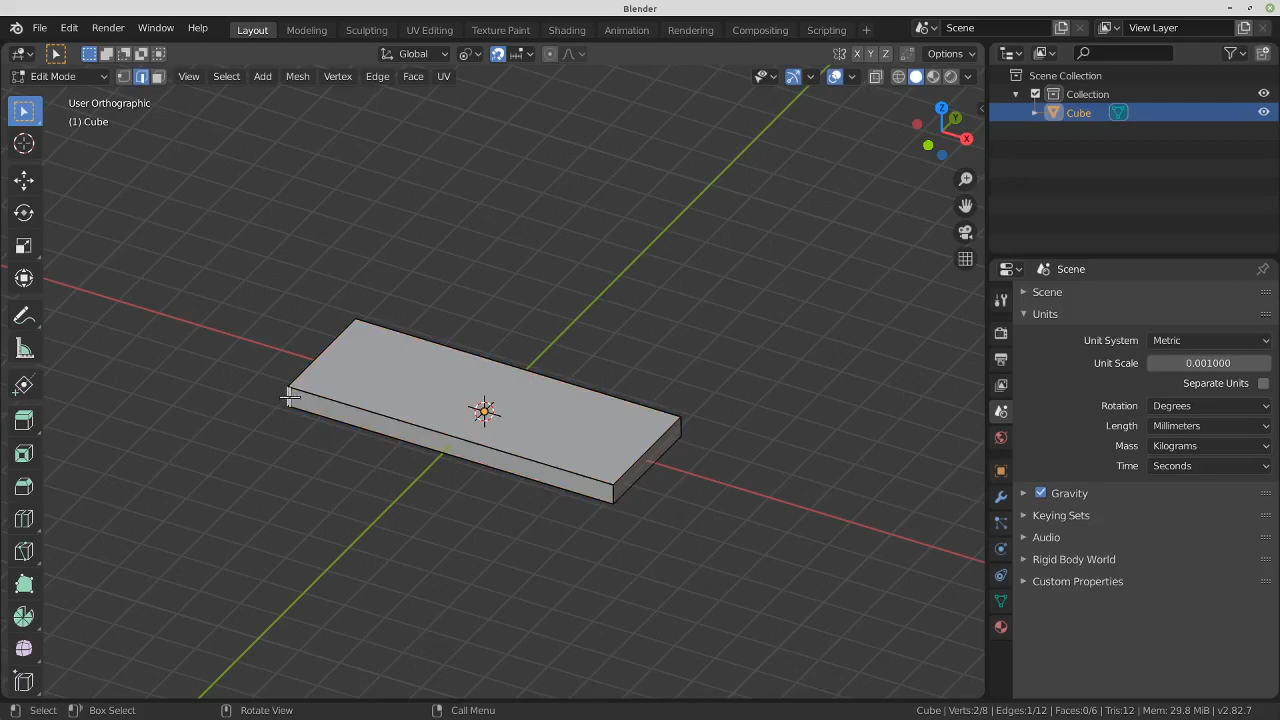 Blender
File Edit Render Window Help Layout Modeling Sculpting UV Editing Texture Paint Shading Animation Rendering Compositing Scripting + Scene View Layer
Global Options
Edit Mode View Select Add Mesh Vertex Edge Face UV
X Y Z
User Orthographic
(1) Cube
Z
Y
X
Scene Collection
Collection
Cube
Scene
Scene
Units
Unit System Metric
Unit Scale 0.001000
Separate Units
Rotation Degrees
Length Millimeters
Mass Kilograms
Time Seconds
Gravity
Keying Sets
Audio
Rigid Body World
Custom Properties
Select Box Select Rotate View Call Menu Cube | Verts:2/8 | Edges:1/12 | Faces:0/6 | Tris:12 | Mem: 29.8 MiB | v2.82.7